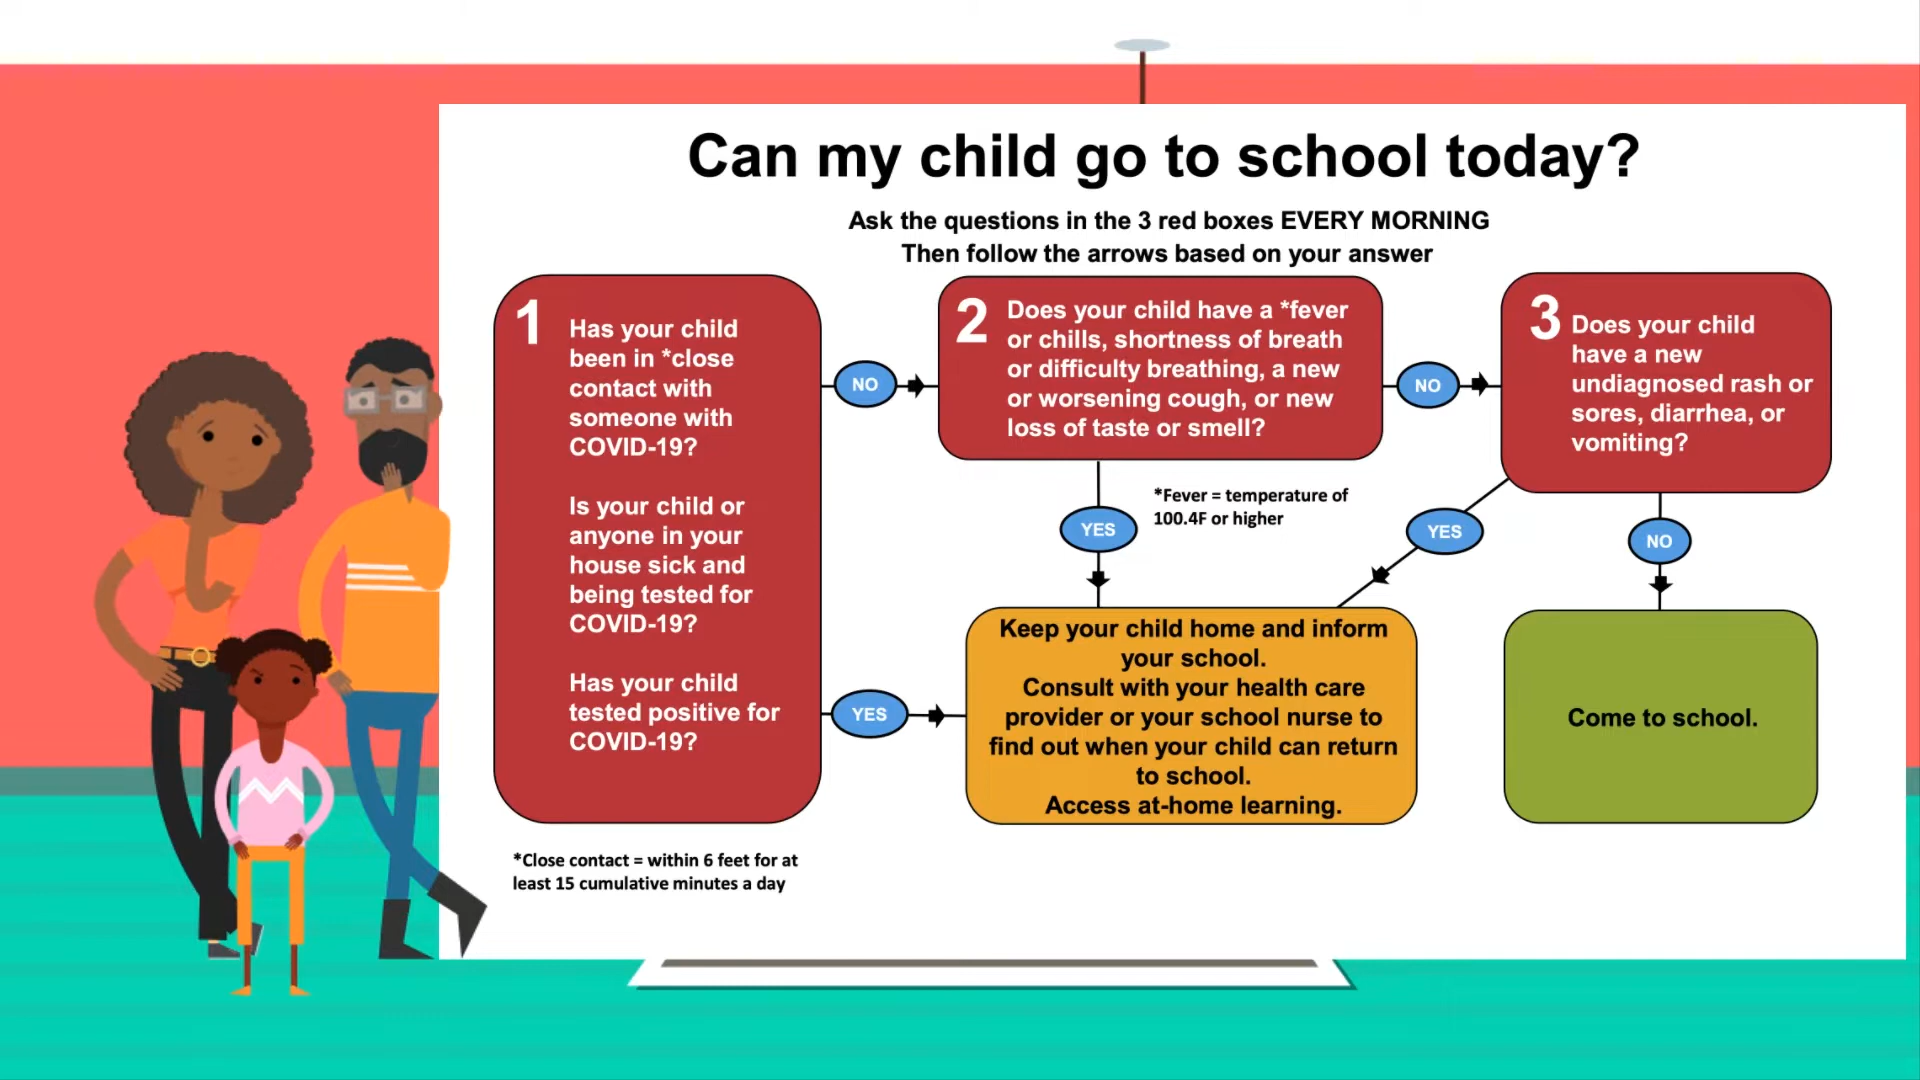 Can my child go to school today?
Ask the questions in the 3 red boxes EVERY MORNING
Then follow the arrows based on your answer
1
Has your child
been in *close
contact with
someone with
COVID-19?
Is your child or
anyone in your
house sick and
being tested for
COVID-19?
Has your child
tested positive for
COVID-19?
NO
2
Does your child have a *fever
or chills, shortness of breath
or difficulty breathing, a new
or worsening cough, or new
loss of taste or smell?
NO
3
Does your child
have a new
undiagnosed rash or
sores, diarrhea, or
vomiting?
YES
*Fever = temperature of
100.4F or higher
YES
NO
YES
Keep your child home and inform
your school.
Consult with your health care
provider or your school nurse to
find out when your child can return
to school.
Access at-home learning.
Come to school.
*Close contact = within 6 feet for at
least 15 cumulative minutes a day